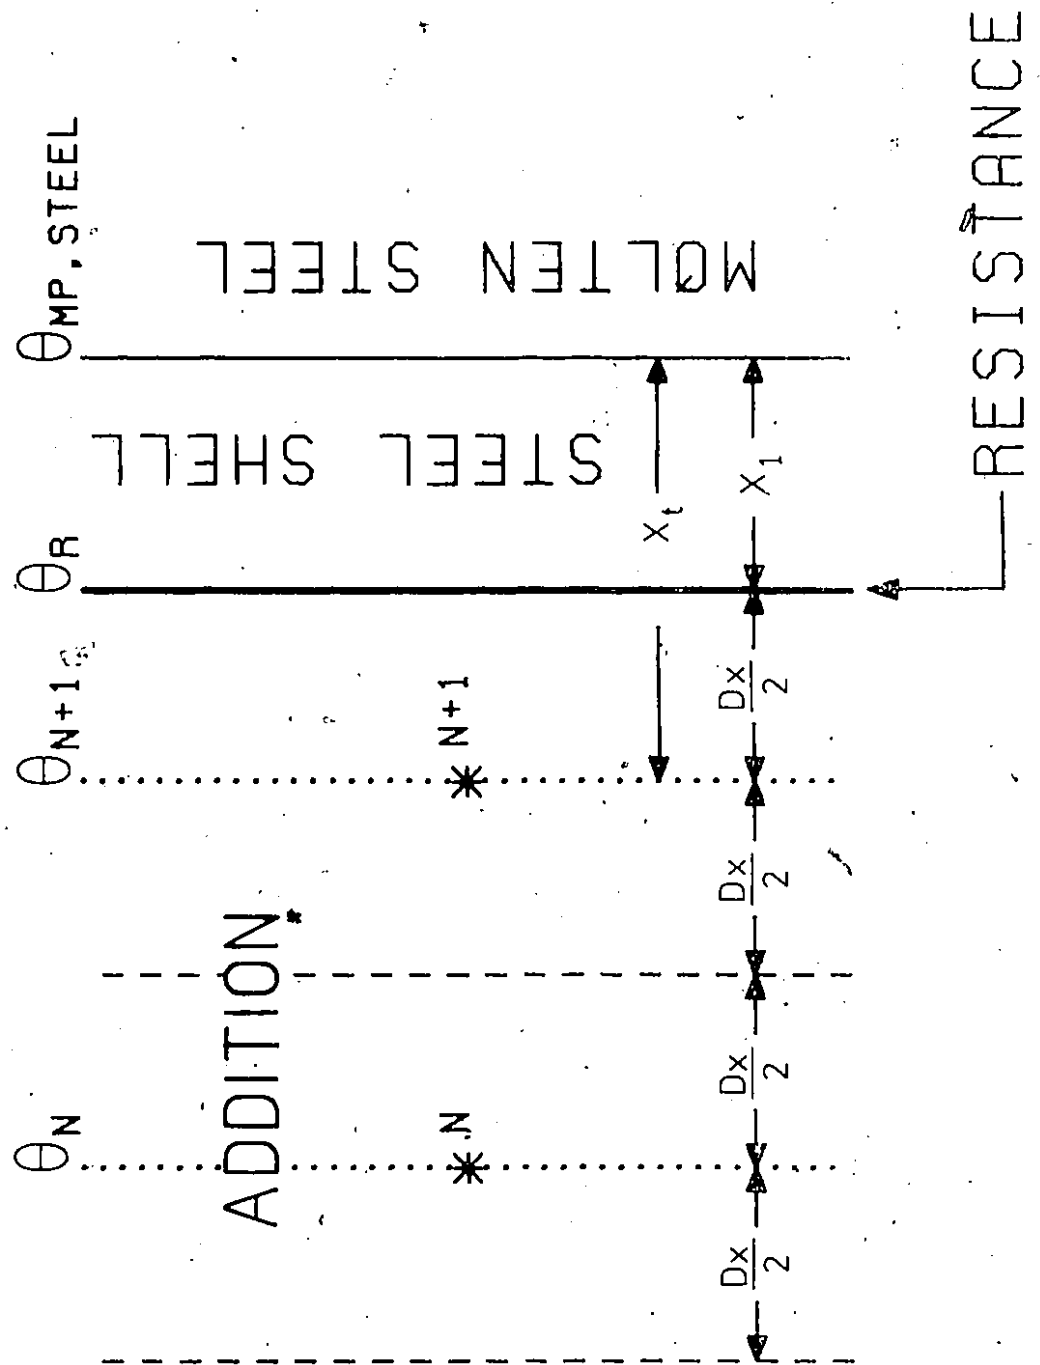 θN
θN+1
θR
θMP,STEEL
ADDITION
STEEL SHELL
MOLTEN STEEL
N
N+1
Xt
Dx/2
Dx/2
Dx/2
Dx/2
X1
RESISTANCE